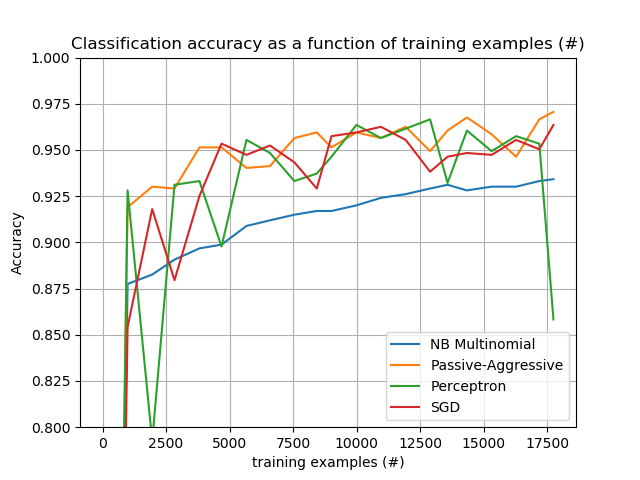 Classification accuracy as a function of training examples (#)
1.000
0.975
0.950
0.925
0.900
0.875
0.850
0.825
0.800
Accuracy
0 2500 5000 7500 10000 12500 15000 17500
training examples (#)
NB Multinomial
Passive-Aggressive
Perceptron
SGD